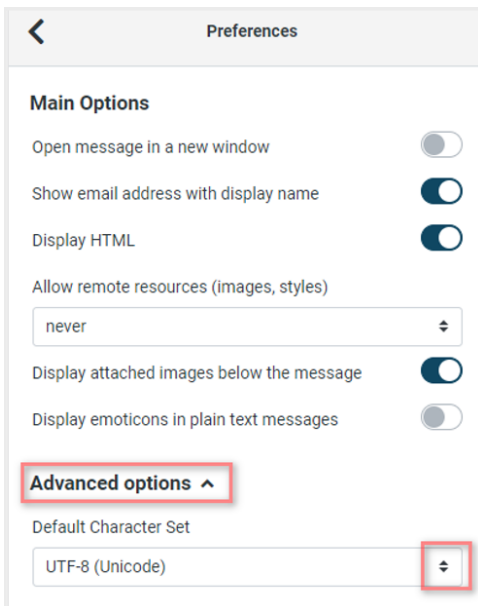 Preferences
Main Options
Open message in a new window
Show email address with display name
Display HTML
Allow remote resources (images, styles)
never
Display attached images below the message
Display emoticons in plain text messages
Advanced options
Default Character Set
UTF-8 (Unicode)